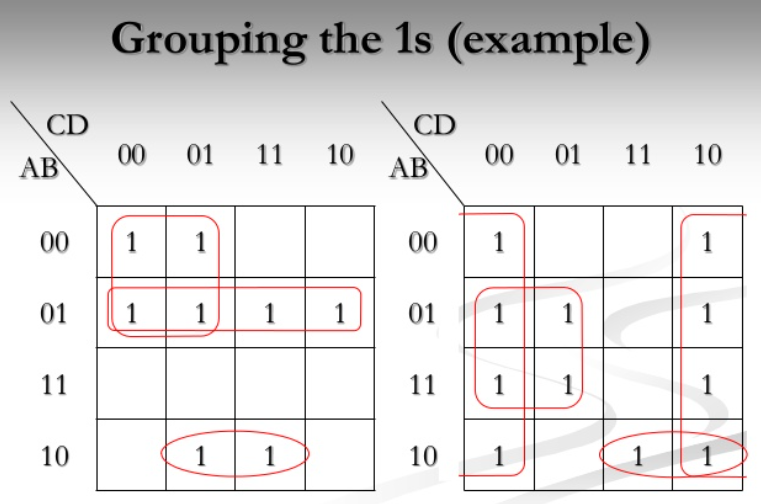 Grouping the 1s (example)
CD CD
AB 00 01 11 10 AB 00 01 11 10
00 1 1 00 1 1
01 1 1 1 1 01 1 1 1
11 11 1 1 1
10 1 1 10 1 1 1